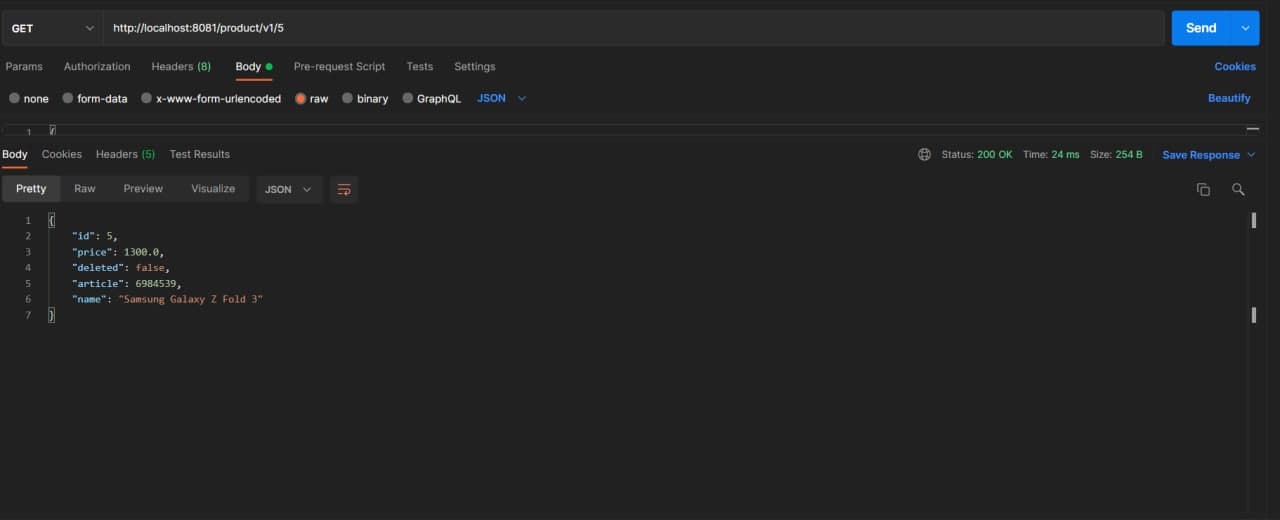 GET http://localhost:8081/product/v1/5 Send
Params Authorization Headers (8) Body Pre-request Script Tests Settings Cookies
none form-data x-www-form-urlencoded raw binary GraphQL JSON Beautify
1 {
Body Cookies Headers (5) Test Results Status: 200 OK Time: 24 ms Size: 254 B Save Response
Pretty Raw Preview Visualize JSON
1 {
2 "id": 5,
3 "price": 1300.0,
4 "deleted": false,
5 "article": 6984539,
6 "name": "Samsung Galaxy Z Fold 3"
7 }